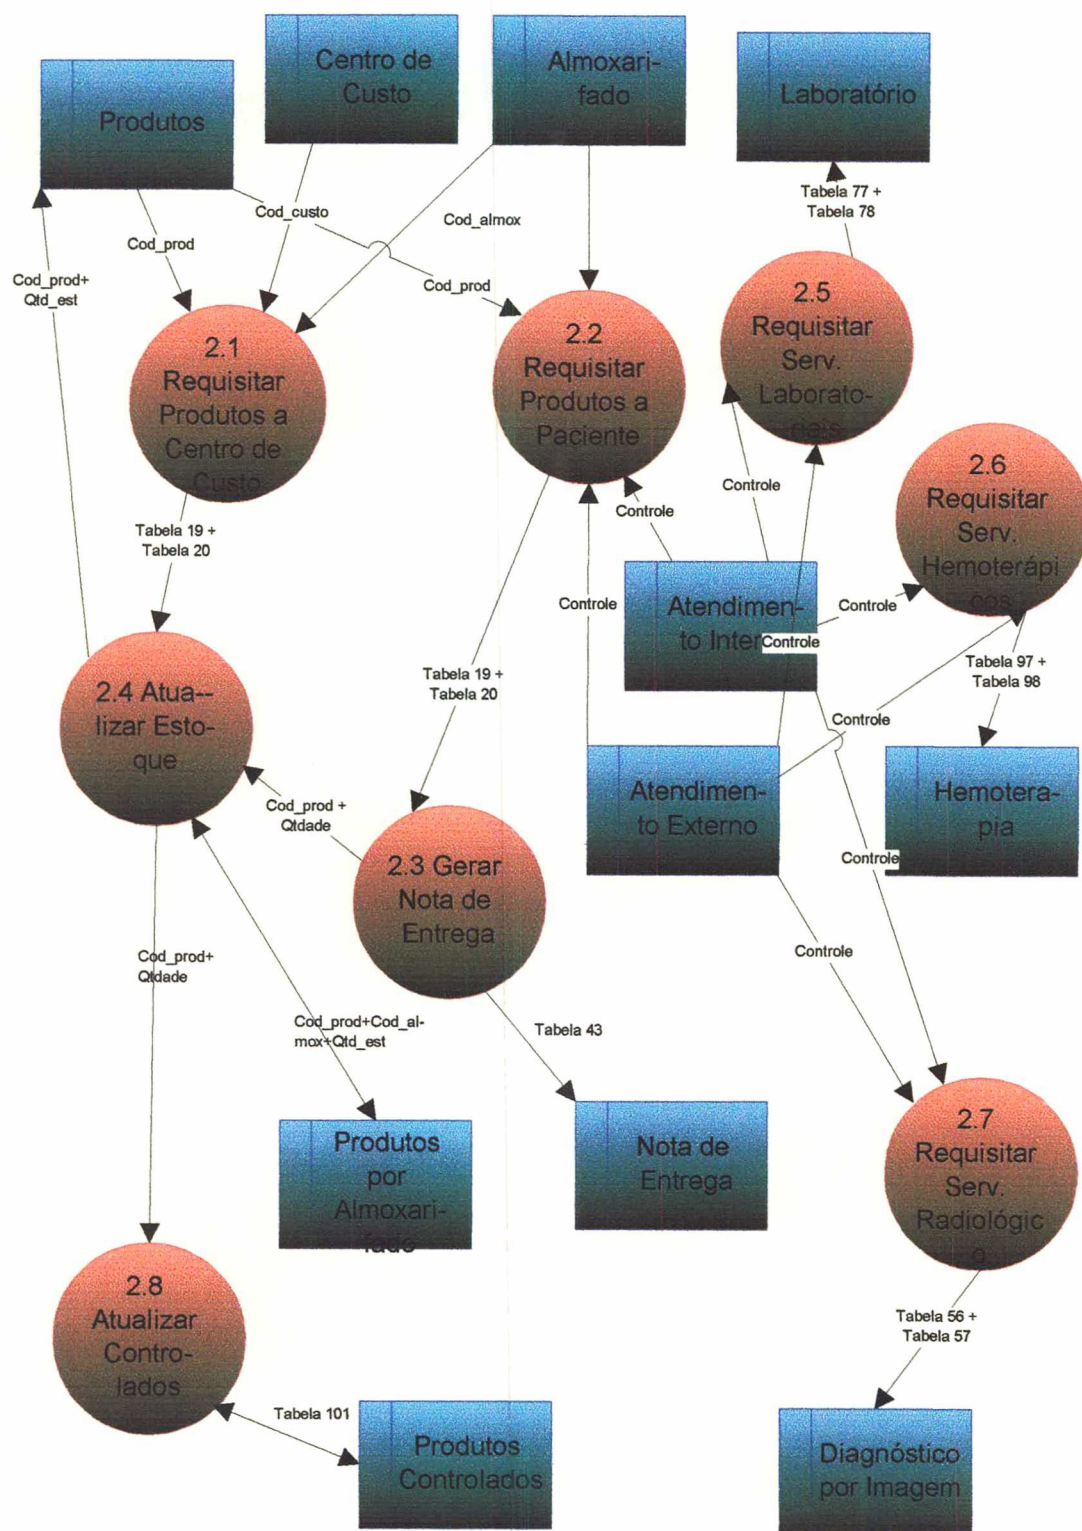 Centro de
Custo
Almoxari-
fado
Laboratório
Produtos
Tabela 77 +
Tabela 78
Cod_custo
Cod_almox
Cod_prod
Cod_prod+
Qtd_est
Cod_prod
2.1
Requisitar
Produtos a
Centro de
Custo
2.2
Requisitar
Produtos a
Paciente
2.5
Requisitar
Serv.
Laborato-
riais
2.6
Requisitar
Serv.
Hemoterápi
cos
Controle
Controle
Tabela 19 +
Tabela 20
Atendimen-
to Inter
Controle
Controle
Controle
Tabela 97 +
Tabela 98
2.4 Atua--
lizar Esto-
que
Tabela 19 +
Tabela 20
Controle
Atendimen-
to Externo
Hemotera-
pia
Cod_prod +
Qtdade
2.3 Gerar
Nota de
Entrega
Controle
Cod_prod+
Qtdade
Controle
Cod_prod+Cod_al-
mox+Qtd_est
Tabela 43
Produtos
por
Almoxari-
fado
Nota de
Entrega
2.7
Requisitar
Serv.
Radiológic
o
2.8
Atualizar
Contro-
lados
Tabela 56 +
Tabela 57
Tabela 101
Produtos
Controlados
Diagnóstico
por Imagem